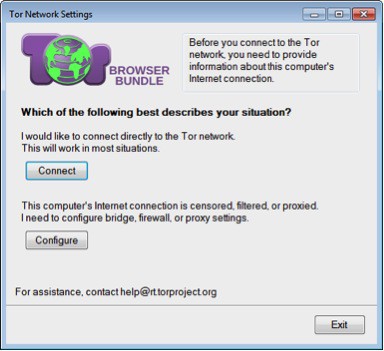 Tor Network Settings
Tor
BROWSER
BUNDLE
Before you connect to the Tor
network, you need to provide
information about this computer's
Internet connection.
Which of the following best describes your situation?
I would like to connect directly to the Tor network.
This will work in most situations.
Connect
This computer's Internet connection is censored, filtered, or proxied.
I need to configure bridge, firewall, or proxy settings.
Configure
For assistance, contact help@rt.torproject.org
Exit